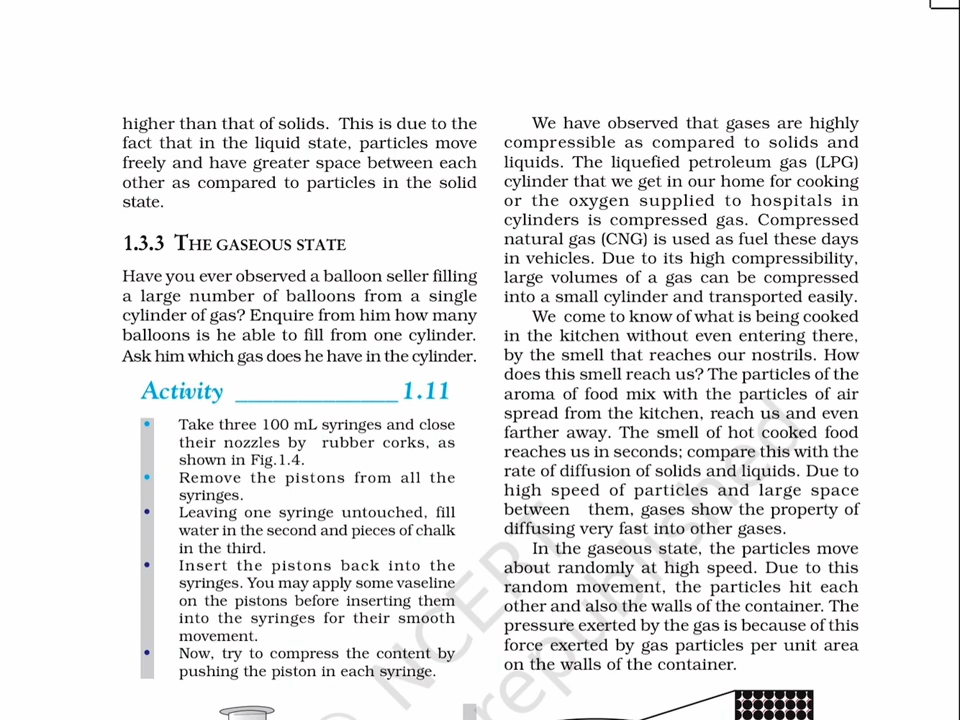 higher than that of solids. This is due to the
fact that in the liquid state, particles move
freely and have greater space between each
other as compared to particles in the solid
state.
1.3.3 THE GASEOUS STATE
Have you ever observed a balloon seller filling
a large number of balloons from a single
cylinder of gas? Enquire from him how many
balloons is he able to fill from one cylinder.
Ask him which gas does he have in the cylinder.
Activity ______________ 1.11
• Take three 100 mL syringes and close
their nozzles by rubber corks, as
shown in Fig.1.4.
• Remove the pistons from all the
syringes.
• Leaving one syringe untouched, fill
water in the second and pieces of chalk
in the third.
• Insert the pistons back into the
syringes. You may apply some vaseline
on the pistons before inserting them
into the syringes for their smooth
movement.
• Now, try to compress the content by
pushing the piston in each syringe.
We have observed that gases are highly
compressible as compared to solids and
liquids. The liquefied petroleum gas (LPG)
cylinder that we get in our home for cooking
or the oxygen supplied to hospitals in
cylinders is compressed gas. Compressed
natural gas (CNG) is used as fuel these days
in vehicles. Due to its high compressibility,
large volumes of a gas can be compressed
into a small cylinder and transported easily.
We come to know of what is being cooked
in the kitchen without even entering there,
by the smell that reaches our nostrils. How
does this smell reach us? The particles of the
aroma of food mix with the particles of air
spread from the kitchen, reach us and even
farther away. The smell of hot cooked food
reaches us in seconds; compare this with the
rate of diffusion of solids and liquids. Due to
high speed of particles and large space
between them, gases show the property of
diffusing very fast into other gases.
In the gaseous state, the particles move
about randomly at high speed. Due to this
random movement, the particles hit each
other and also the walls of the container. The
pressure exerted by the gas is because of this
force exerted by gas particles per unit area
on the walls of the container.
© NCERT
republished